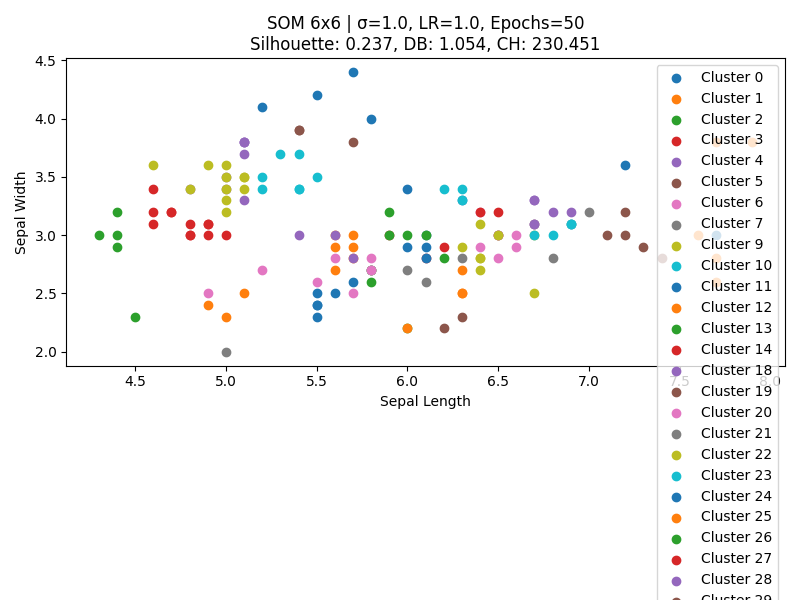 SOM 6x6 | σ=1.0, LR=1.0, Epochs=50
Silhouette: 0.237, DB: 1.054, CH: 230.451
4.5
4.0
3.5
3.0
2.5
2.0
Sepal Width
4.5
5.0
5.5
6.0
6.5
7.0
7.5
8.0
Sepal Length
Cluster 0
Cluster 1
Cluster 2
Cluster 3
Cluster 4
Cluster 5
Cluster 6
Cluster 7
Cluster 9
Cluster 10
Cluster 11
Cluster 12
Cluster 13
Cluster 14
Cluster 18
Cluster 19
Cluster 20
Cluster 21
Cluster 22
Cluster 23
Cluster 24
Cluster 25
Cluster 26
Cluster 27
Cluster 28
Cluster 29